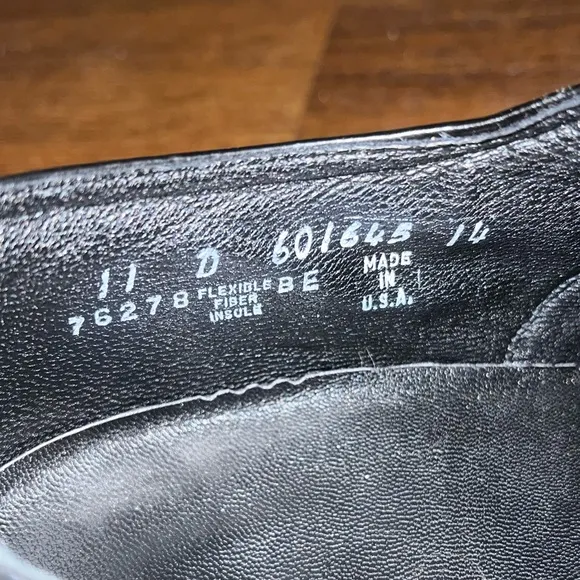 11 D 601645 14
76278 FLEXIBLE FIBER INSOLE BE
MADE IN U.S.A.